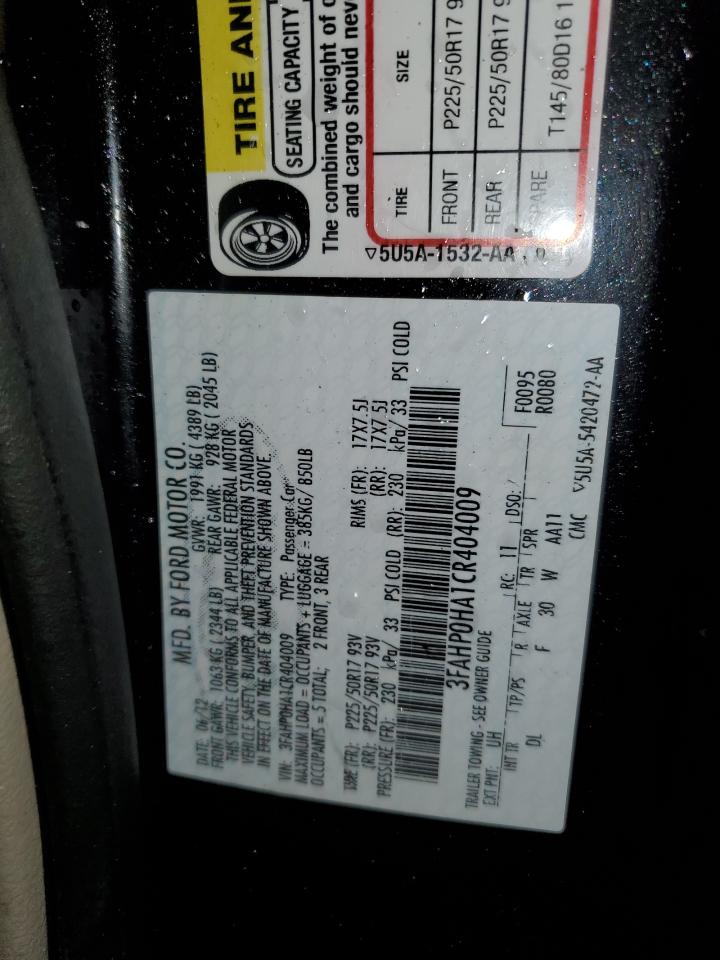 TIRE AN
SEATING CAPACITY
The combined weight of o
and cargo should neve
TIRE SIZE
FRONT P225/50R17 9
REAR P225/50R17 9
T145/80D16 1
5U5A-1532-AA
MFD. BY FORD MOTOR CO.
DATE: 06/12 GVWR: 1991 KG ( 4389 LB)
FRONT GAWR: 1063 KG ( 2344 LB) REAR GAWR: 928 KG ( 2045 LB)
THIS VEHICLE CONFORMS TO ALL APPLICABLE FEDERAL MOTOR
VEHICLE SAFETY, BUMPER, AND THEFT PREVENTION STANDARDS
IN EFFECT ON THE DATE OF MANUFACTURE SHOWN ABOVE.
VIN: 3FAHP0HA1CR404009 TYPE: Passenger Car
MAXIMUM LOAD = OCCUPANTS + LUGGAGE = 385KG/ 850LB
OCCUPANTS = 5 TOTAL; 2 FRONT, 3 REAR
TIRE (FR): P225/50R17 93V RIMS (FR): 17X7.5J
(RR): P225/50R17 93V (RR): 17X7.5J
PRESSURE (FR): 230 kPa/ 33 PSI COLD (RR): 230 kPa/ 33 PSI COLD
3FAHP0HA1CR404009
TRAILER TOWING - SEE OWNER GUIDE
EXT PNT: UH RC: 11 DSO: F0095
INT TR TP/PS R AXLE TR SPR R0080
DL F 30 W AA11
CMC 5U5A-5420472-AA